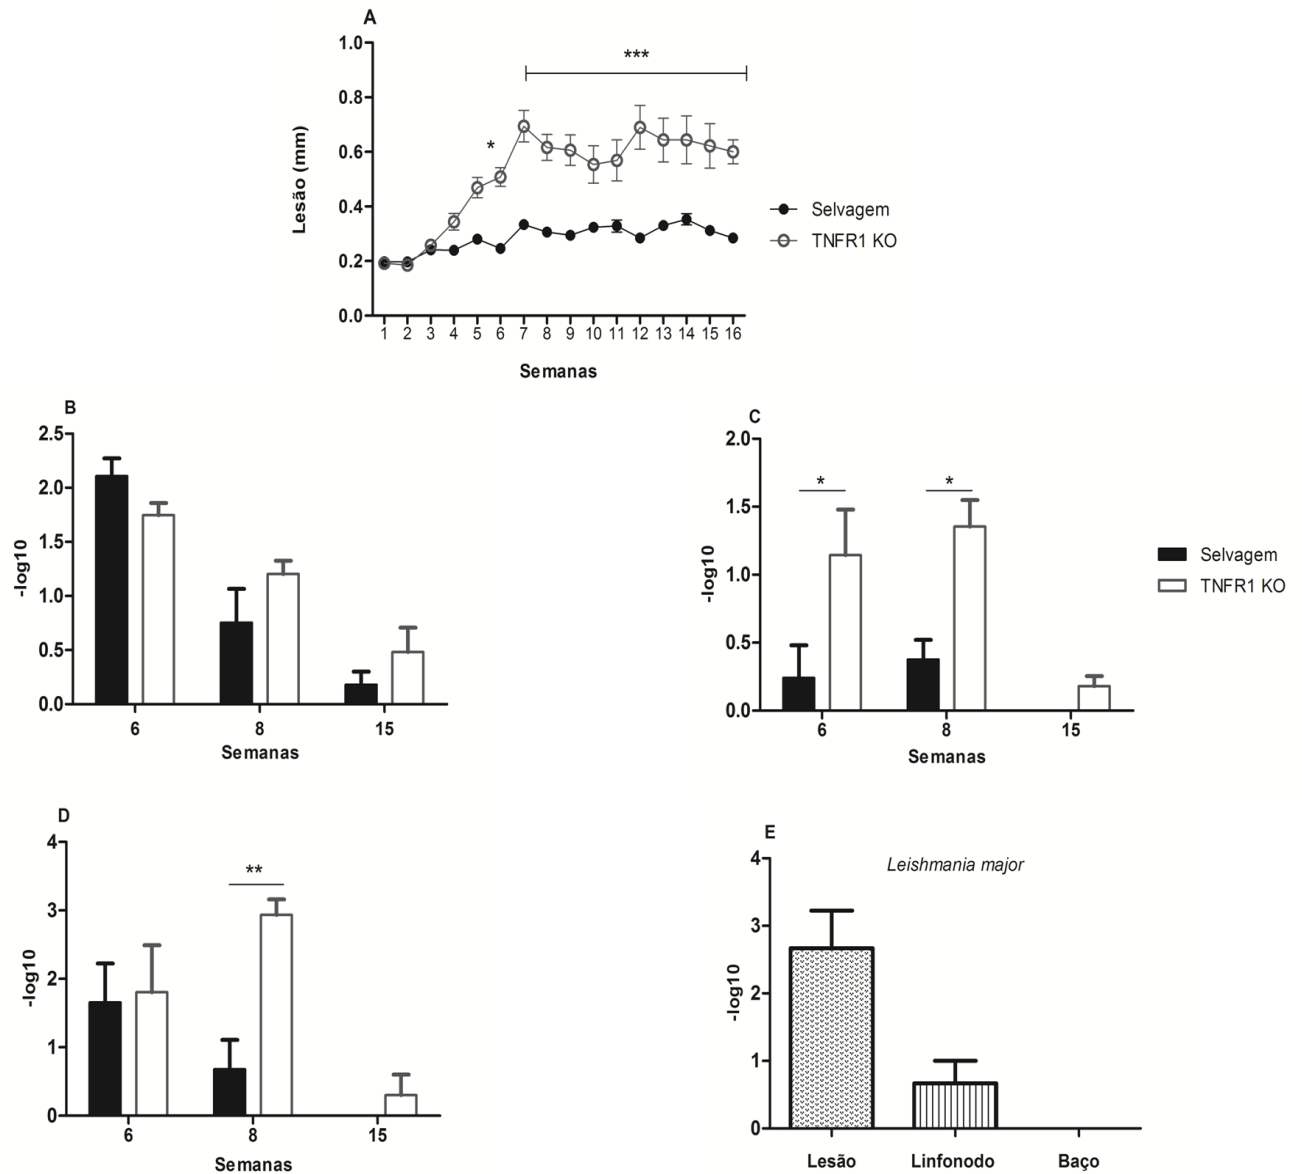 A
1.0
0.8
0.6
0.4
0.2
0.0
Lesão (mm)
*
***
Selvagem
TNFR1 KO
1 2 3 4 5 6 7 8 9 10 11 12 13 14 15 16
Semanas
B
2.5
2.0
1.5
1.0
0.5
0.0
-log10
6 8 15
Semanas
C
2.0
1.5
1.0
0.5
0.0
-log10
* *
Selvagem
TNFR1 KO
6 8 15
Semanas
D
4
3
2
1
0
-log10
**
6 8 15
Semanas
E
Leishmania major
4
3
2
1
0
-log10
Lesão Linfonodo Baço